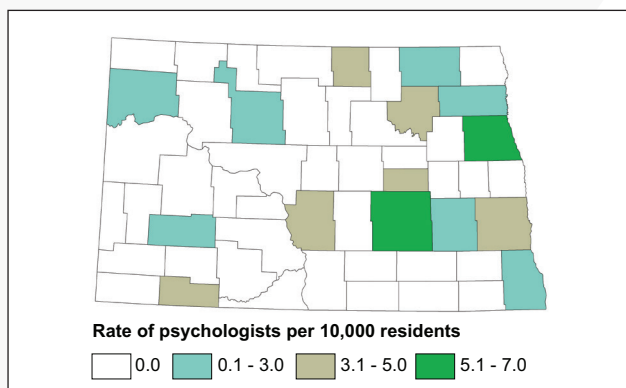 Rate of psychologists per 10,000 residents
0.0 0.1 - 3.0 3.1 - 5.0 5.1 - 7.0